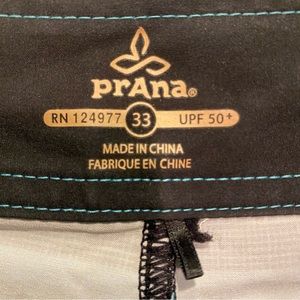 prAna®
RN 124977 33 UPF 50+
MADE IN CHINA
FABRIQUE EN CHINE